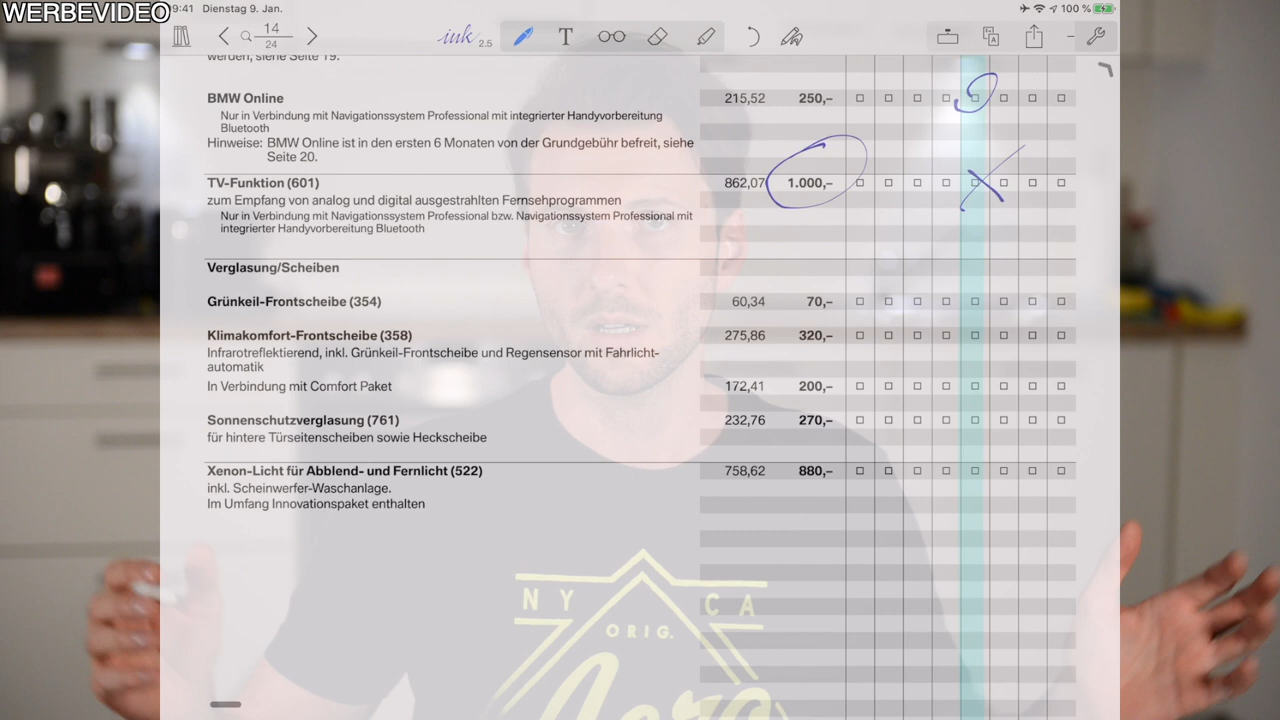 WERBEVIDEO
09:41 Dienstag 9. Jan.
100 %
14
24
ink 2.5
T
werden, siehe Seite 19.
BMW Online 215,52 250,–
Nur in Verbindung mit Navigationssystem Professional mit integrierter Handyvorbereitung
Bluetooth
Hinweise: BMW Online ist in den ersten 6 Monaten von der Grundgebühr befreit, siehe
Seite 20.
TV-Funktion (601) 862,07 1.000,–
zum Empfang von analog und digital ausgestrahlten Fernsehprogrammen
Nur in Verbindung mit Navigationssystem Professional bzw. Navigationssystem Professional mit
integrierter Handyvorbereitung Bluetooth
Verglasung/Scheiben
Grünkeil-Frontscheibe (354) 60,34 70,–
Klimakomfort-Frontscheibe (358) 275,86 320,–
Infrarotreflektierend, inkl. Grünkeil-Frontscheibe und Regensensor mit Fahrlicht-
automatik
In Verbindung mit Comfort Paket 172,41 200,–
Sonnenschutzverglasung (761) 232,76 270,–
für hintere Türseitenscheiben sowie Heckscheibe
Xenon-Licht für Abblend- und Fernlicht (522) 758,62 880,–
inkl. Scheinwerfer-Waschanlage.
Im Umfang Innovationspaket enthalten
NY CA
ORIG.